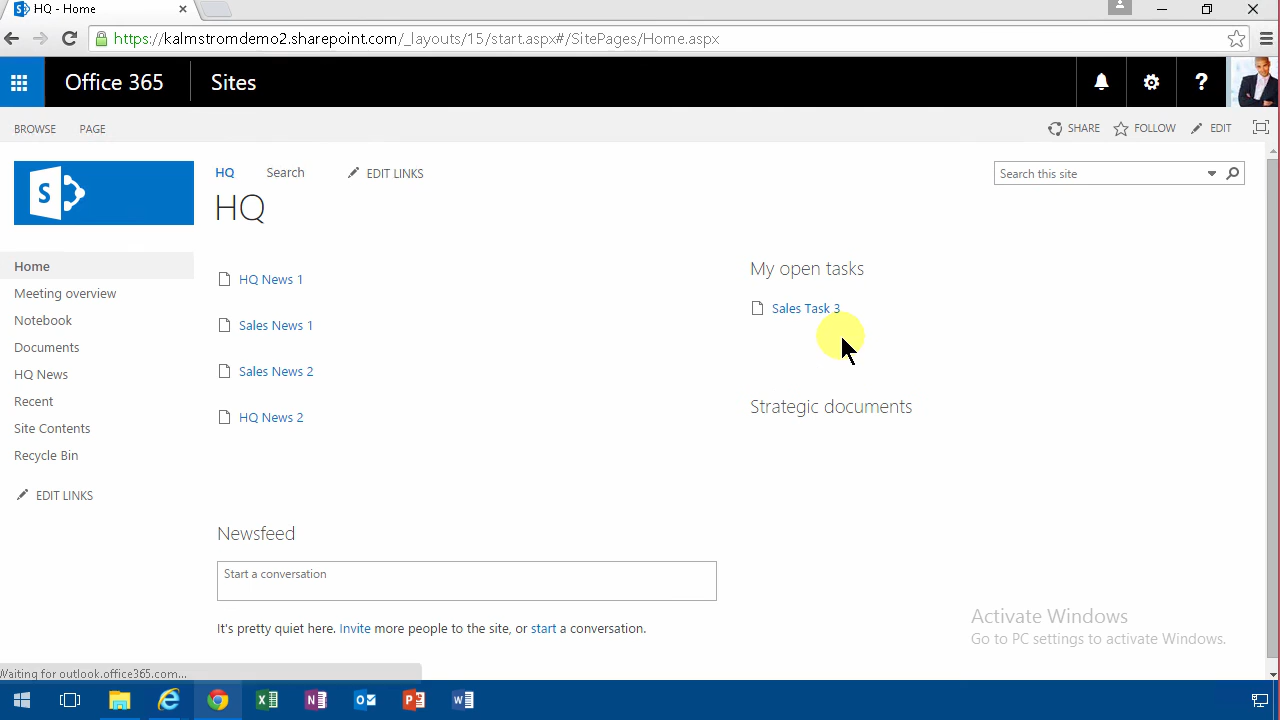 HQ - Home
https://kalmstromdemo2.sharepoint.com/_layouts/15/start.aspx#/SitePages/Home.aspx
Office 365
Sites
?
BROWSE PAGE
SHARE FOLLOW EDIT
S
HQ Search EDIT LINKS
Search this site
HQ
Home
Meeting overview
Notebook
Documents
HQ News
Recent
Site Contents
Recycle Bin
EDIT LINKS
HQ News 1
Sales News 1
Sales News 2
HQ News 2
My open tasks
Sales Task 3
Strategic documents
Newsfeed
Start a conversation
It's pretty quiet here. Invite more people to the site, or start a conversation.
Activate Windows
Go to PC settings to activate Windows.
Waiting for outlook.office365.com...